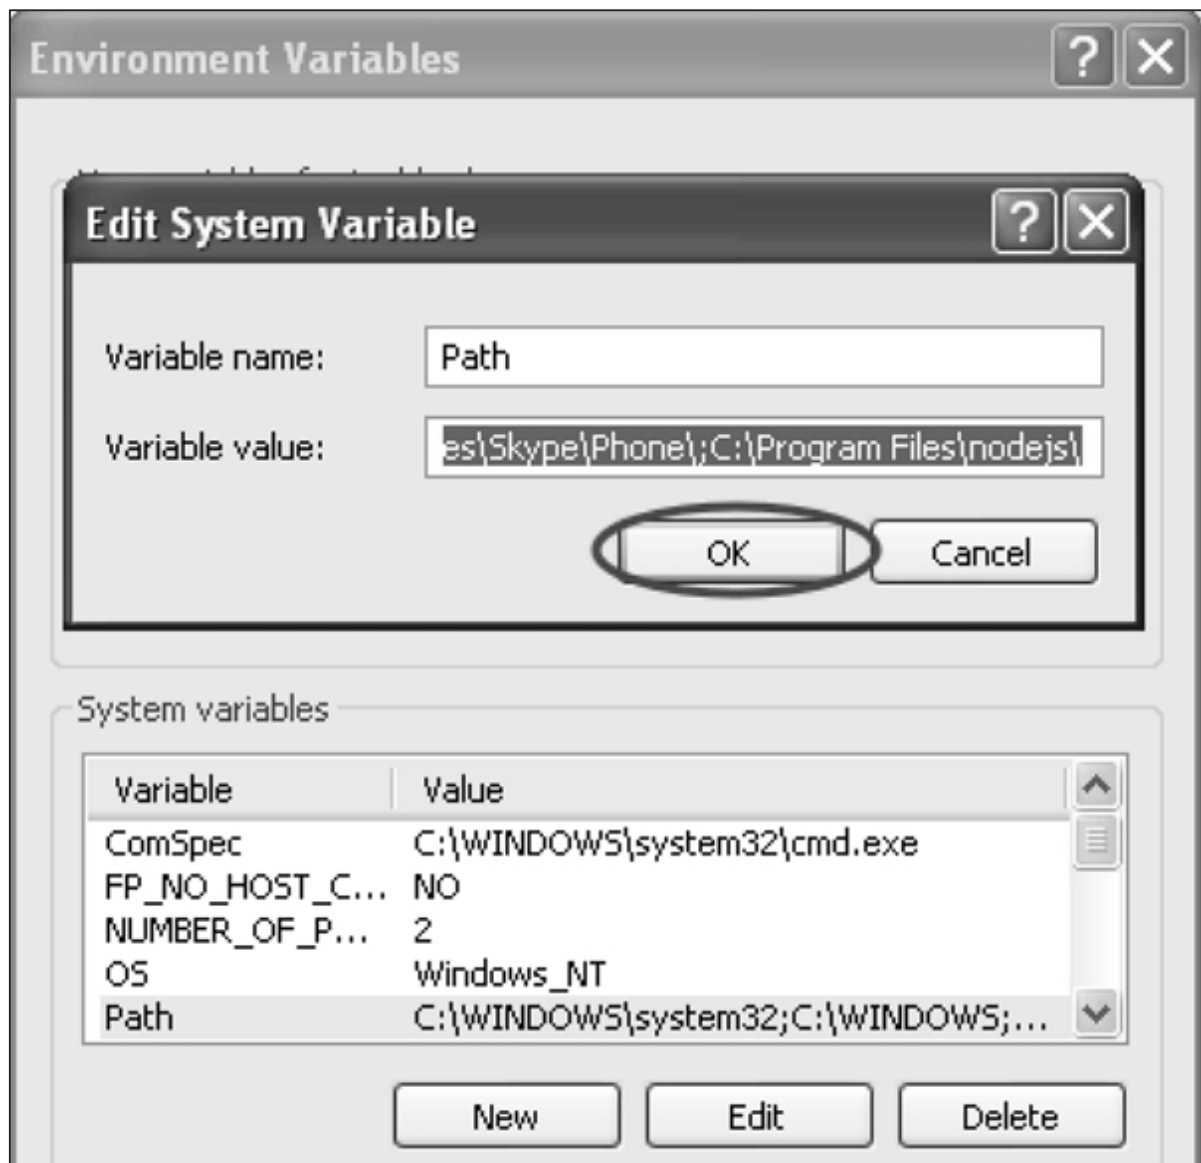 Environment Variables
Edit System Variable
Variable name: Path
Variable value: es\Skype\Phone\;C:\Program Files\nodejs\
OK Cancel
System variables
Variable Value
ComSpec C:\WINDOWS\system32\cmd.exe
FP_NO_HOST_C... NO
NUMBER_OF_P... 2
OS Windows_NT
Path C:\WINDOWS\system32;C:\WINDOWS;...
New Edit Delete